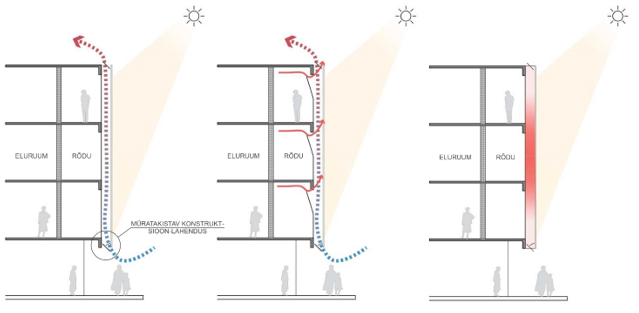 ELURUUM
RÕDU
MÜRATAKISTAV KONSTRUKT-
SIOON-LAHENDUS
ELURUUM
RÕDU
ELURUUM
RÕDU